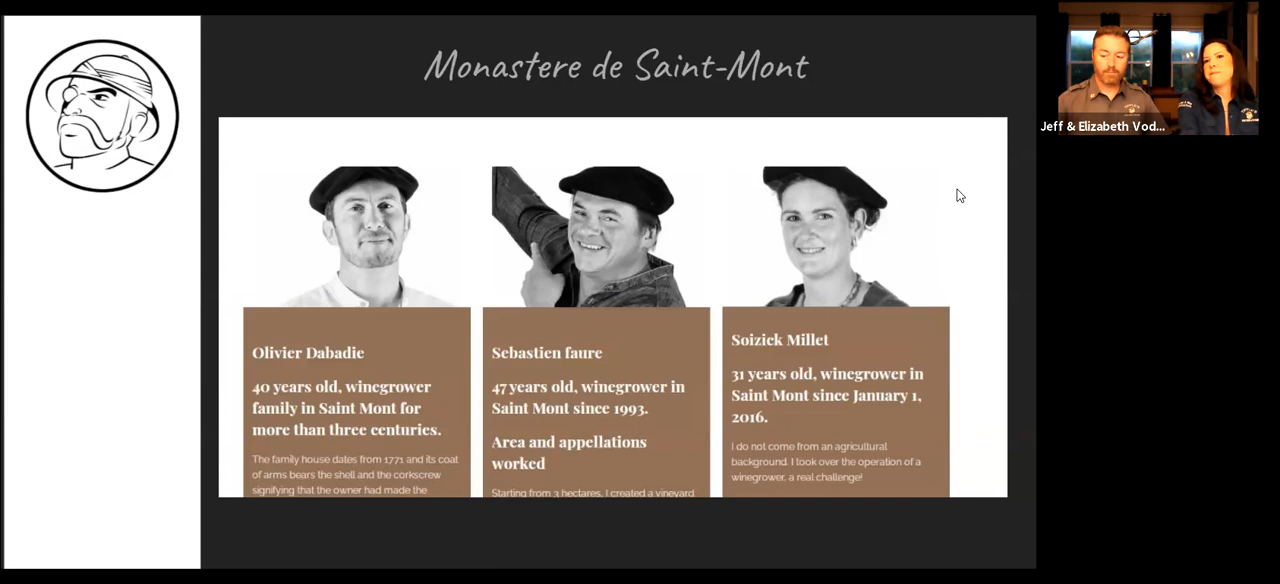 Monastere de Saint-Mont
Jeff & Elizabeth Vod...
Olivier Dabadie
40 years old, winegrower
family in Saint Mont for
more than three centuries.
The family house dates from 1771 and its coat
of arms bears the shell and the corkscrew
signifying that the owner had made the
Sebastien faure
47 years old, winegrower in
Saint Mont since 1993.
Area and appellations
worked
Starting from 3 hectares, I created a vineyard
Soizick Millet
31 years old, winegrower in
Saint Mont since January 1,
2016.
I do not come from an agricultural
background. I took over the operation of a
winegrower, a real challenge!